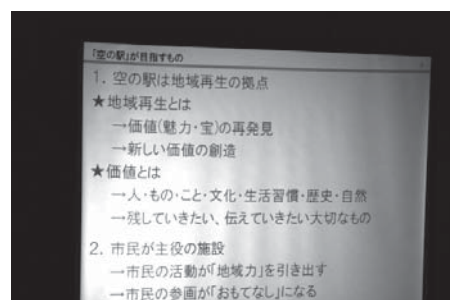 「空の駅」が目指すもの
1. 空の駅は地域再生の拠点
★地域再生とは
→価値(魅力・宝)の再発見
→新しい価値の創造
★価値とは
→人・もの・こと・文化・生活習慣・歴史・自然
→残していきたい、伝えていきたい大切なもの
2. 市民が主役の施設
→市民の活動が「地域力」を引き出す
→市民の参画が「おもてなし」になる